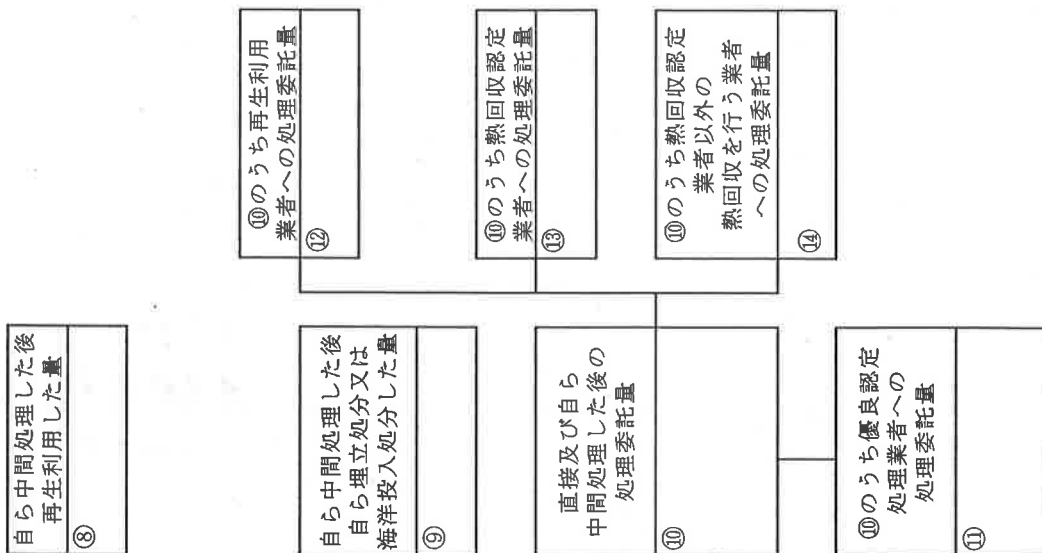 自ら中間処理した後
再生利用した量
⑧
自ら中間処理した後
自ら埋立処分又は
海洋投入処分した量
⑨
直接及び自ら
中間処理した後の
処理委託量
⑩
⑩のうち優良認定
処理業者への
処理委託量
⑪
⑩のうち再生利用
業者への処理委託量
⑫
⑩のうち熱回収認定
業者への処理委託量
⑬
⑩のうち熱回収認定
業者以外の
熱回収を行う業者
への処理委託量
⑭